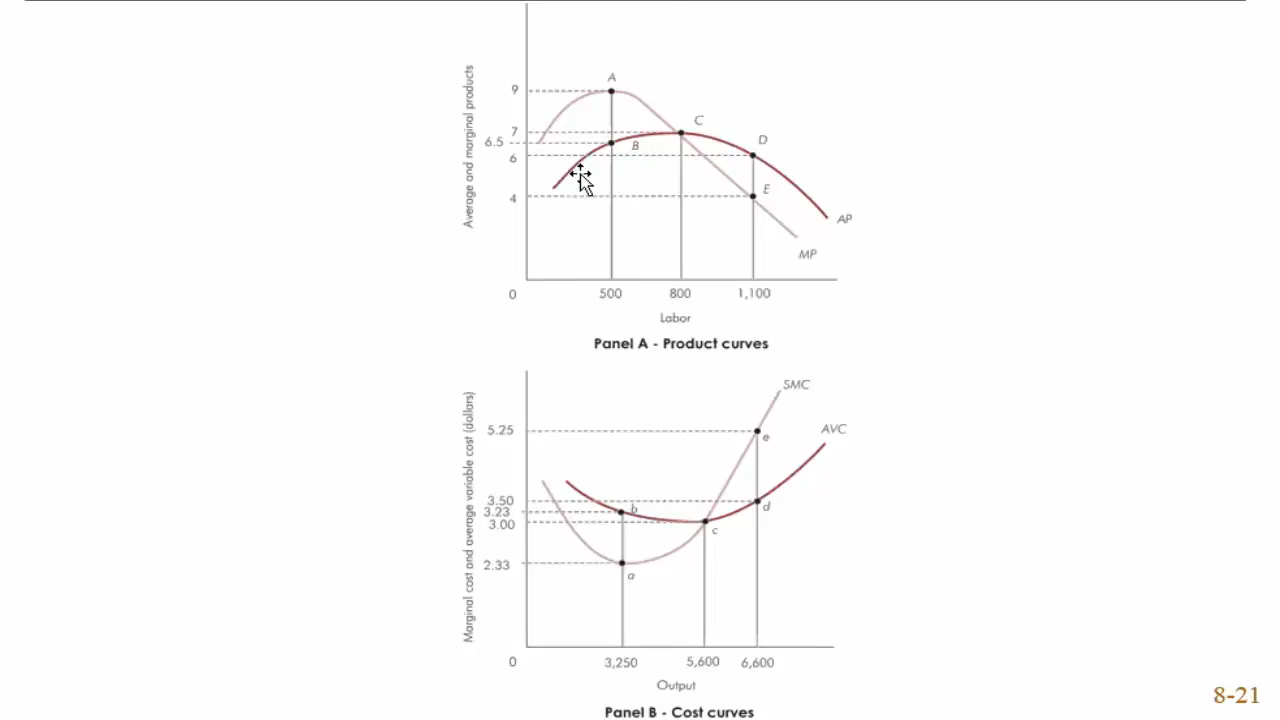 Average and marginal products
A
9
C
7
D
6.5
B
6
E
4
AP
MP
0
500
800
1,100
Labor
Panel A - Product curves
Marginal cost and average variable cost (dollars)
SMC
5.25
AVC
e
3.50
b
d
3.23
3.00
c
2.33
a
0
3,250
5,600
6,600
Output
8-21
Panel B - Cost curves